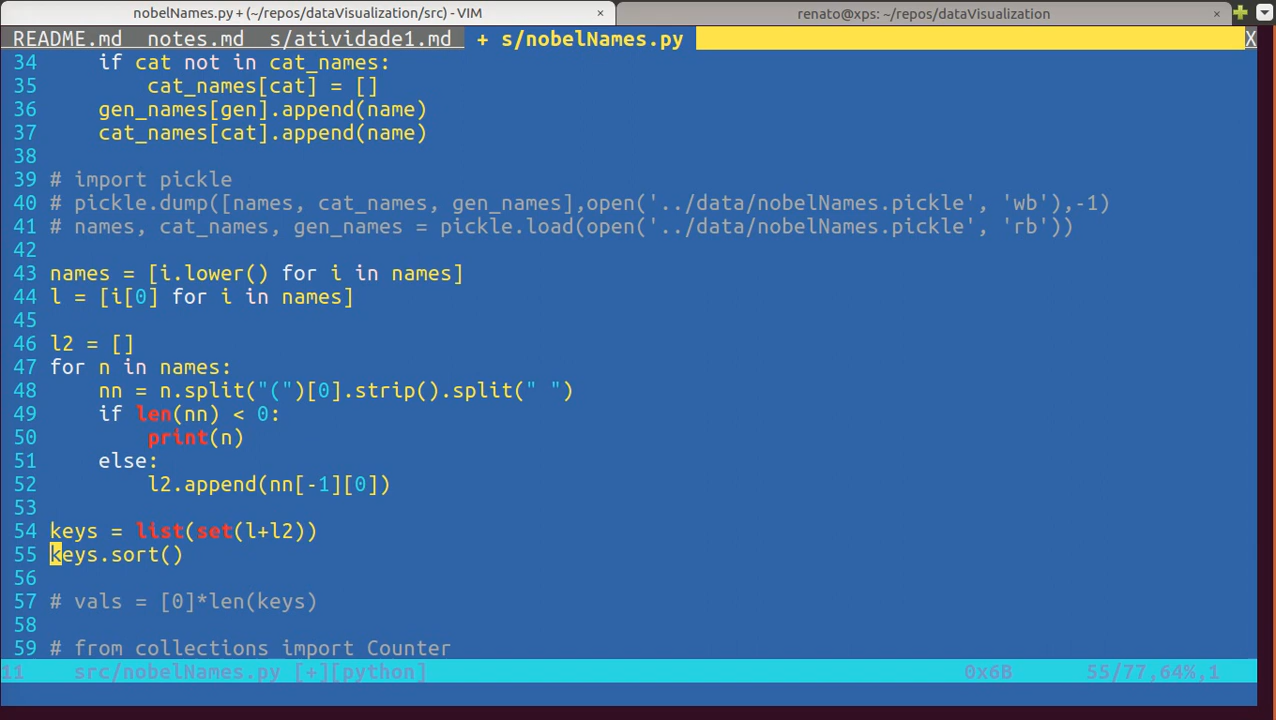 nobelNames.py + (~/repos/dataVisualization/src) - VIM × renato@xps: ~/repos/dataVisualization ×
README.md notes.md s/atividade1.md + s/nobelNames.py X
34 if cat not in cat_names:
35 cat_names[cat] = []
36 gen_names[gen].append(name)
37 cat_names[cat].append(name)
38
39 # import pickle
40 # pickle.dump([names, cat_names, gen_names],open('../data/nobelNames.pickle', 'wb'),-1)
41 # names, cat_names, gen_names = pickle.load(open('../data/nobelNames.pickle', 'rb'))
42
43 names = [i.lower() for i in names]
44 l = [i[0] for i in names]
45
46 l2 = []
47 for n in names:
48 nn = n.split("(")[0].strip().split(" ")
49 if len(nn) < 0:
50 print(n)
51 else:
52 l2.append(nn[-1][0])
53
54 keys = list(set(l+l2))
55 keys.sort()
56
57 # vals = [0]*len(keys)
58
59 # from collections import Counter
11 src/nobelNames.py [+][python] 0x6B 55/77,64%,1